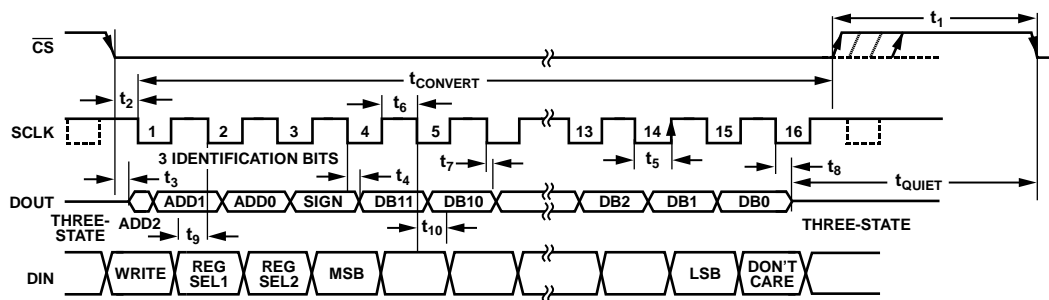 t1
CS
tCONVERT
t2
t6
SCLK
1 2 3 4 5 13 14 15 16
3 IDENTIFICATION BITS
t7 t5 t8
t3 t4 tQUIET
DOUT
ADD1 ADD0 SIGN DB11 DB10 DB2 DB1 DB0
THREE-
STATE
ADD2
THREE-STATE
t9 t10
DIN
WRITE
REG
SEL1
REG
SEL2
MSB
LSB
DON'T
CARE